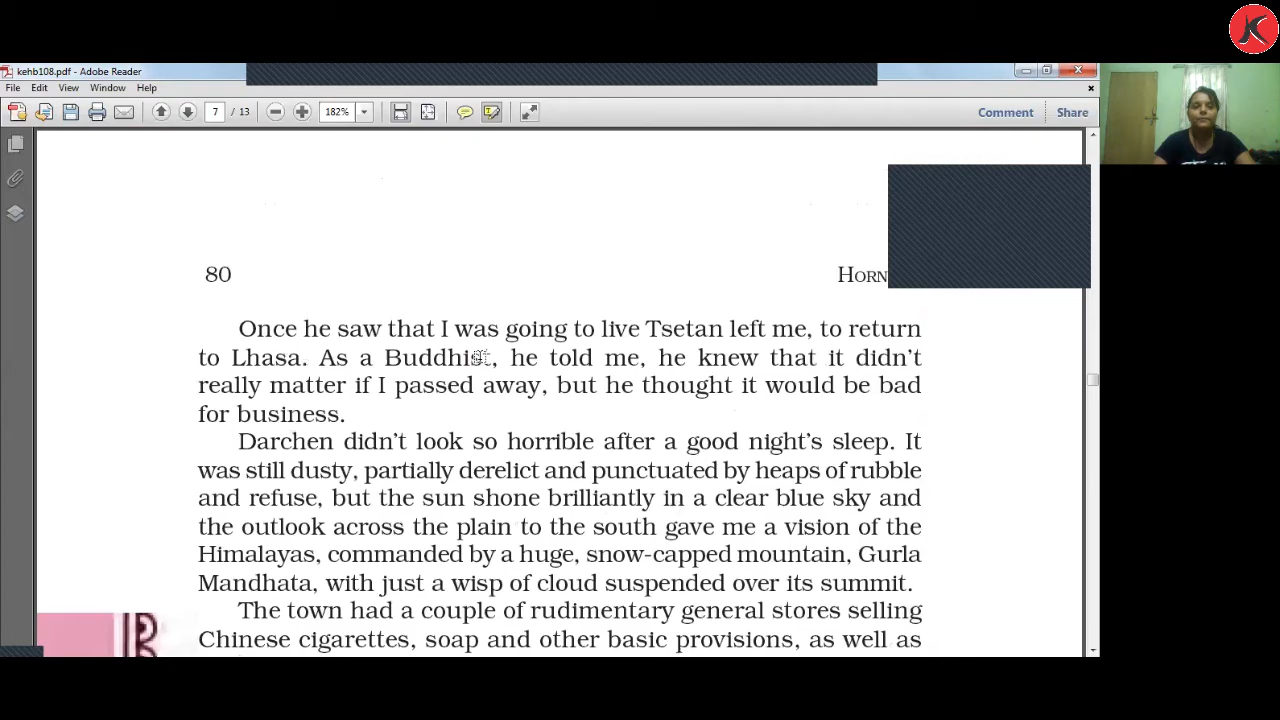 kehb108.pdf - Adobe Reader
File Edit View Window Help
7 / 13 182% Comment Share
80 HORN
Once he saw that I was going to live Tsetan left me, to return
to Lhasa. As a Buddhist, he told me, he knew that it didn't
really matter if I passed away, but he thought it would be bad
for business.
Darchen didn't look so horrible after a good night's sleep. It
was still dusty, partially derelict and punctuated by heaps of rubble
and refuse, but the sun shone brilliantly in a clear blue sky and
the outlook across the plain to the south gave me a vision of the
Himalayas, commanded by a huge, snow-capped mountain, Gurla
Mandhata, with just a wisp of cloud suspended over its summit.
The town had a couple of rudimentary general stores selling
Chinese cigarettes, soap and other basic provisions, as well as